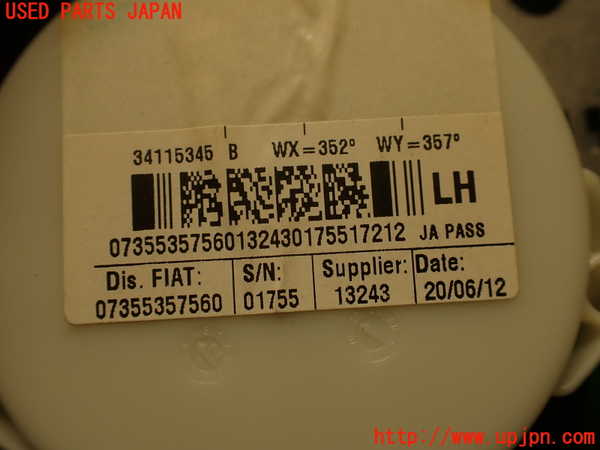 USED PARTS JAPAN
34115345 B WX=352° WY=357°
LH
07355357560132430175517212 JA PASS
Dis. FIAT: S/N: Supplier: Date:
07355357560 01755 13243 20/06/12
http://www.upjpn.com/